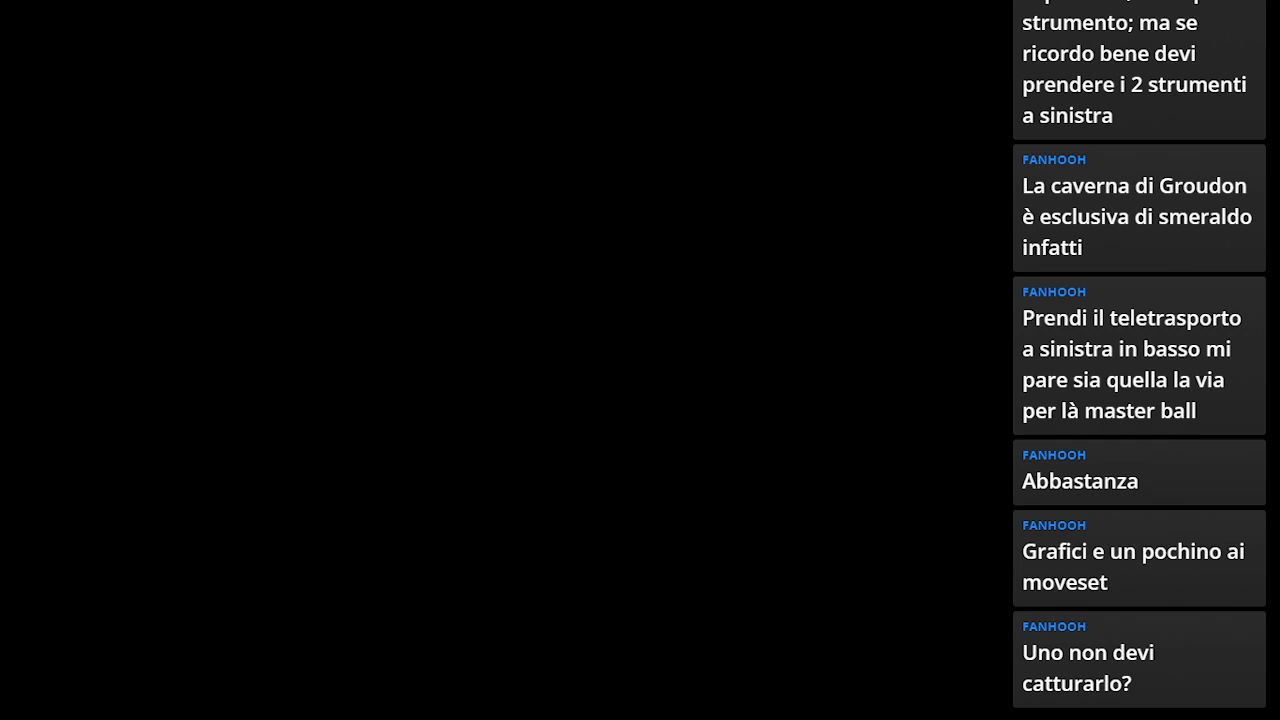 strumento; ma se
ricordo bene devi
prendere i 2 strumenti
a sinistra
FANHOOH
La caverna di Groudon
è esclusiva di smeraldo
infatti
FANHOOH
Prendi il teletrasporto
a sinistra in basso mi
pare sia quella la via
per là master ball
FANHOOH
Abbastanza
FANHOOH
Grafici e un pochino ai
moveset
FANHOOH
Uno non devi
catturarlo?